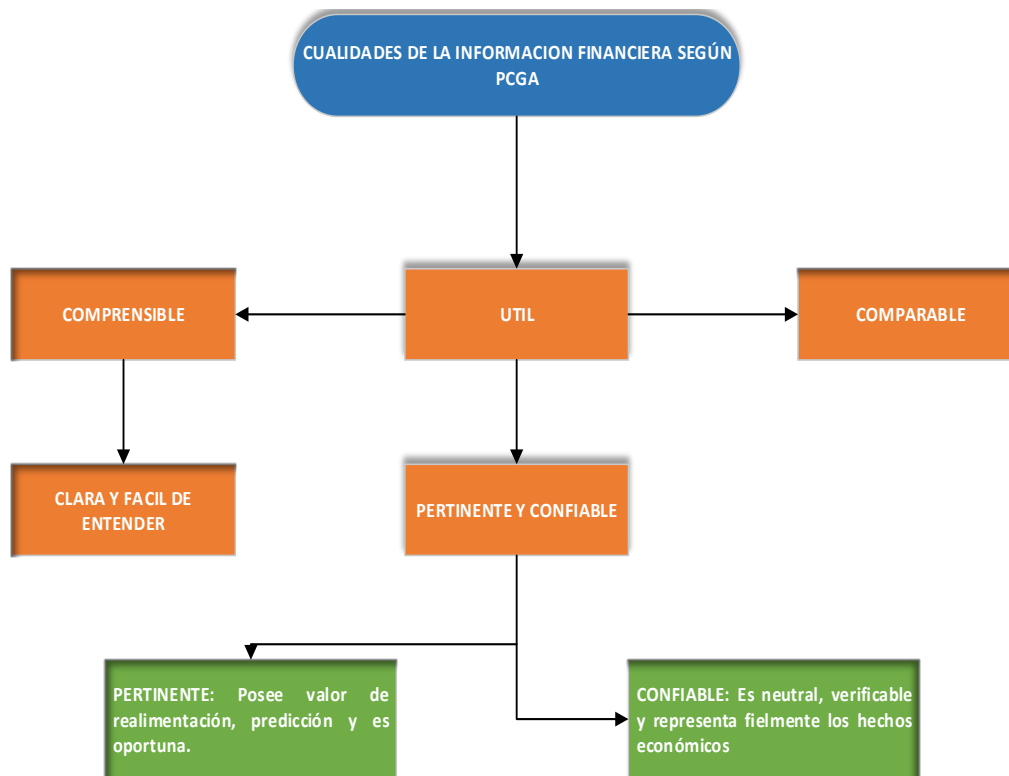 CUALIDADES DE LA INFORMACION FINANCIERA SEGÚN
PCGA
COMPRENSIBLE
UTIL
COMPARABLE
CLARA Y FACIL DE
ENTENDER
PERTINENTE Y CONFIABLE
PERTINENTE: Posee valor de
realimentación, predicción y es
oportuna.
CONFIABLE: Es neutral, verificable
y representa fielmente los hechos
económicos